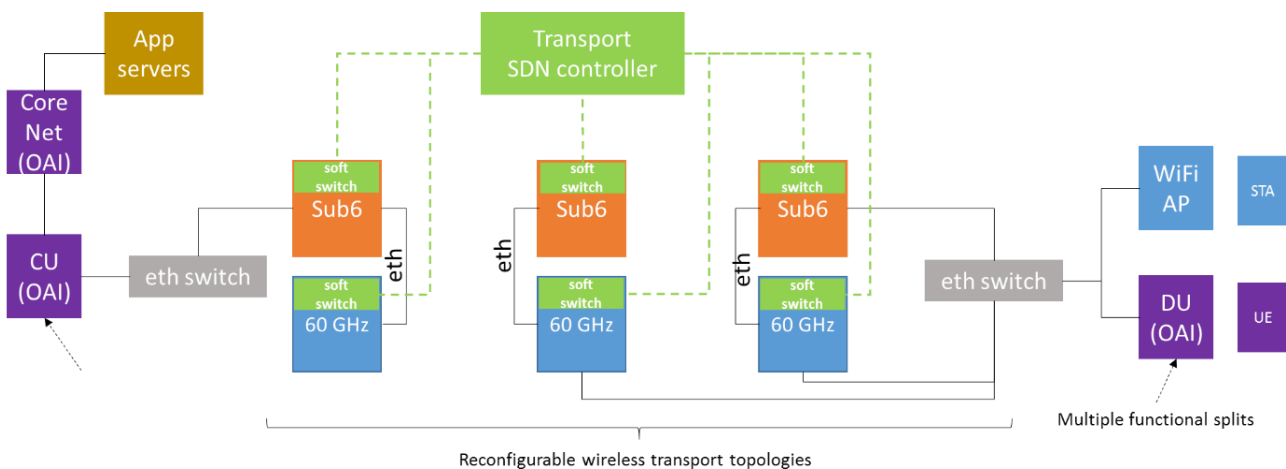 App
servers
Transport
SDN controller
Core
Net
(OAI)
soft
switch
Sub6
soft
switch
Sub6
soft
switch
Sub6
WiFi
AP
STA
CU
(OAI)
eth switch
eth
eth
eth
eth switch
soft
switch
60 GHz
soft
switch
60 GHz
soft
switch
60 GHz
DU
(OAI)
UE
Multiple functional splits
Reconfigurable wireless transport topologies